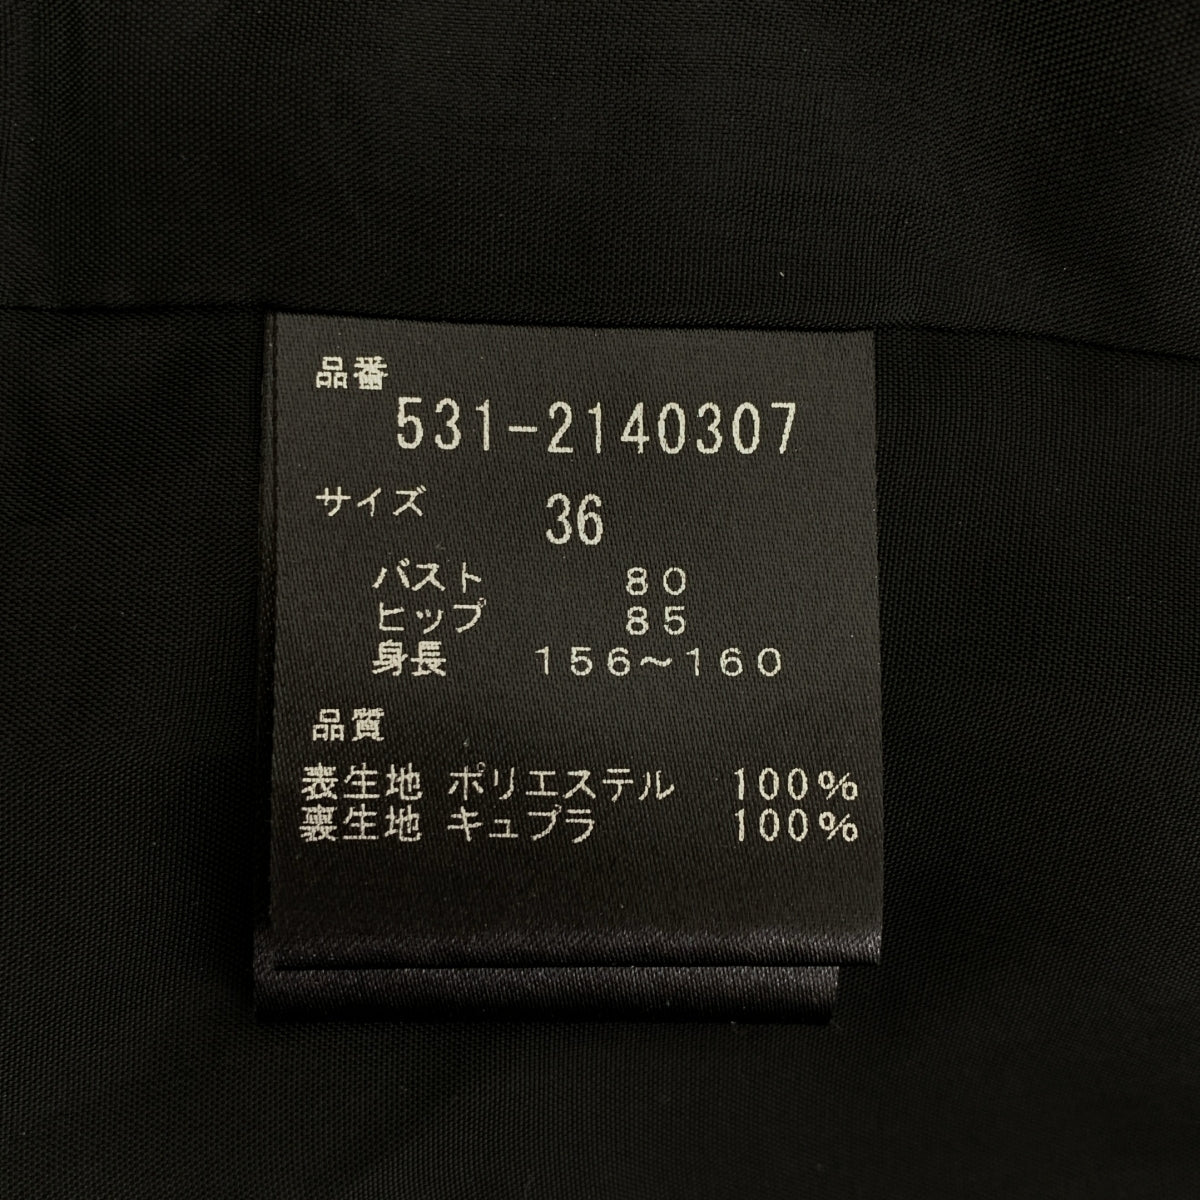 品番
531-2140307
サイズ 36
バスト 80
ヒップ 85
身長 156～160
品質
表生地 ポリエステル 100%
裏生地 キュプラ 100%